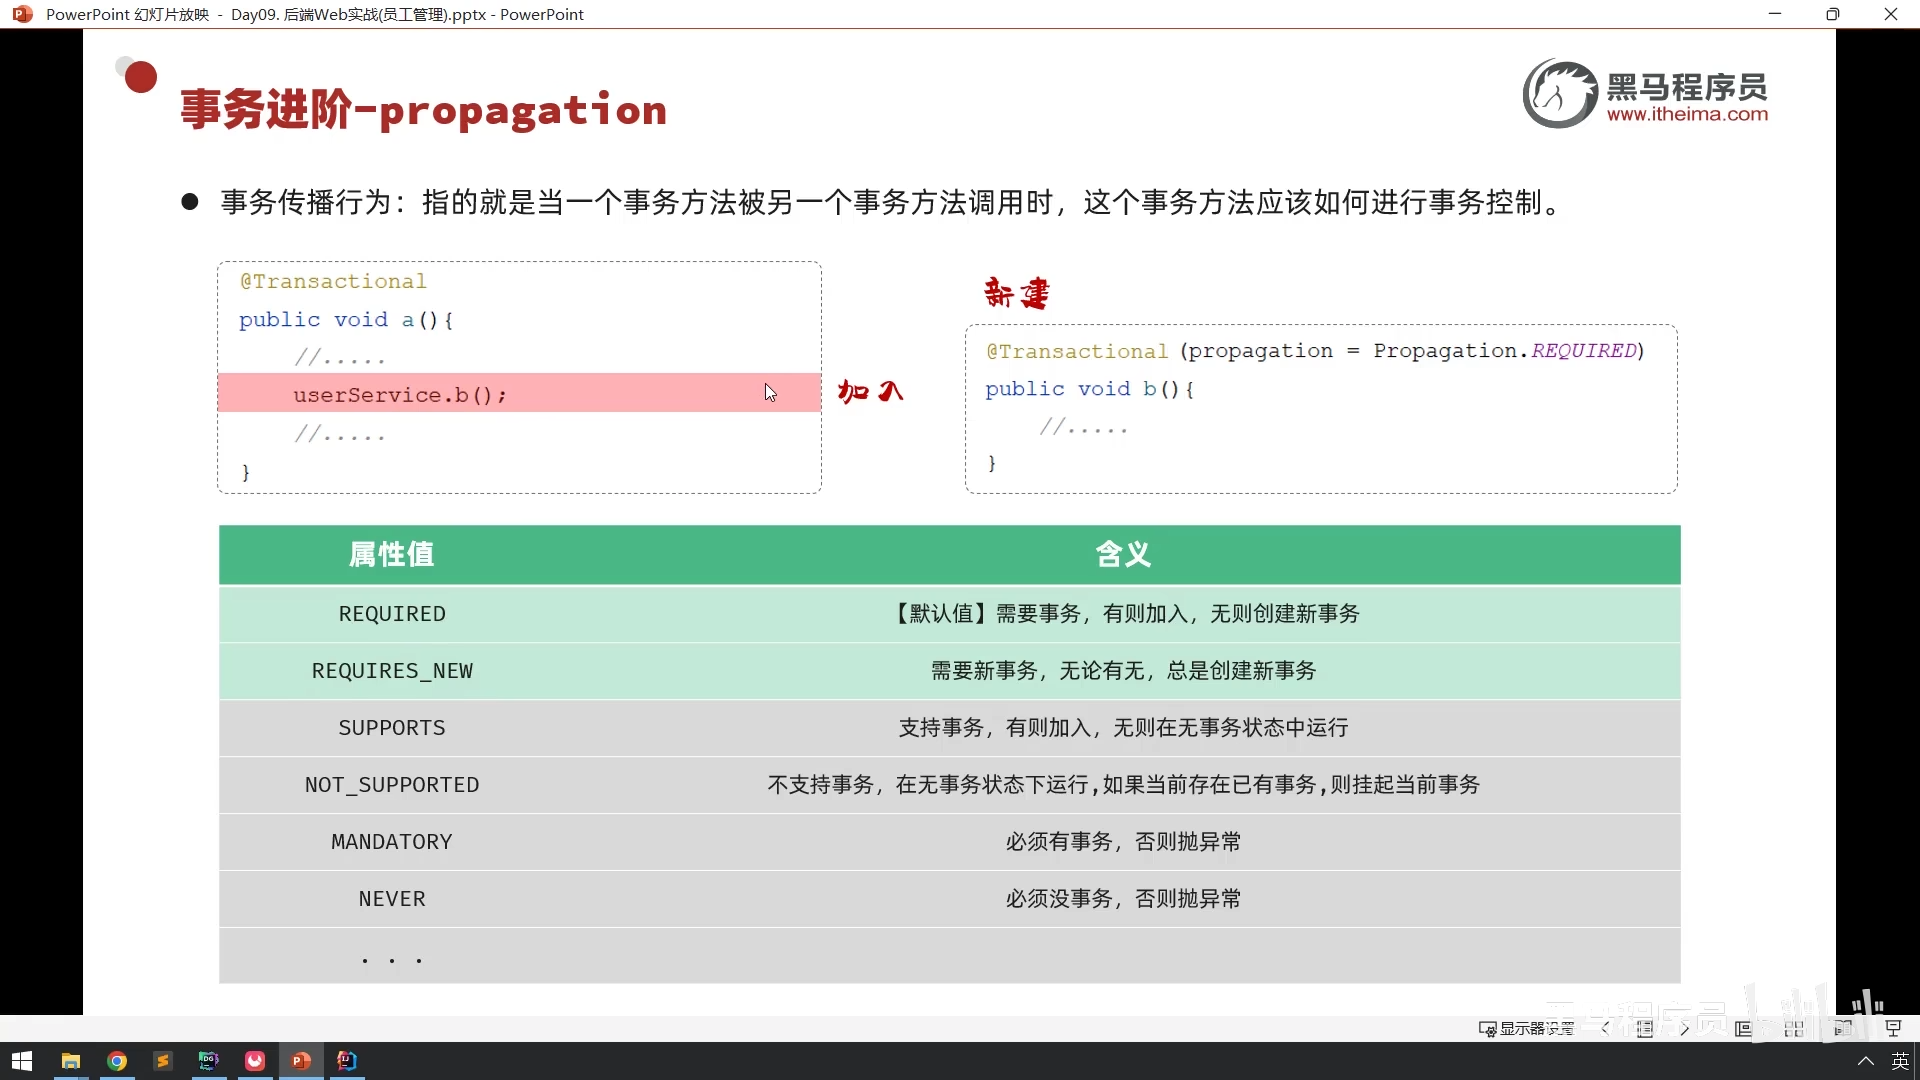 PowerPoint 幻灯片放映 - Day09. 后端Web实战(员工管理).pptx - PowerPoint
事务进阶-propagation
黑马程序员
www.itheima.com
事务传播行为：指的就是当一个事务方法被另一个事务方法调用时，这个事务方法应该如何进行事务控制。
@Transactional
public void a(){
//.....
userService.b();
//.....
}
加入
新建
@Transactional(propagation = Propagation.REQUIRED)
public void b(){
//.....
}
属性值 含义
REQUIRED 【默认值】需要事务，有则加入，无则创建新事务
REQUIRES_NEW 需要新事务，无论有无，总是创建新事务
SUPPORTS 支持事务，有则加入，无则在无事务状态中运行
NOT_SUPPORTED 不支持事务，在无事务状态下运行,如果当前存在已有事务,则挂起当前事务
MANDATORY 必须有事务，否则抛异常
NEVER 必须没事务，否则抛异常
. . .
显示器设置
黑马程序员
英